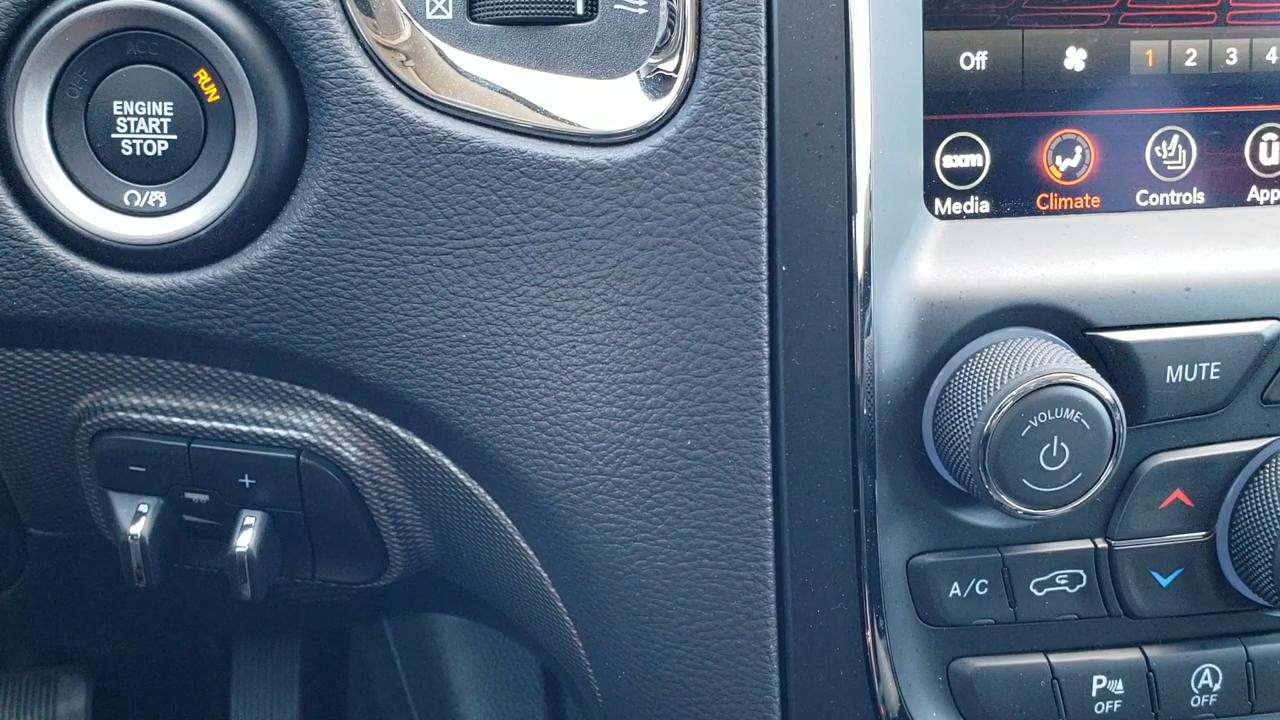 ACC
OFF
RUN
ENGINE
START
STOP
Off
1 2 3 4
sxm
Media
Climate
Controls
App
MUTE
VOLUME
A/C
P
OFF
A
OFF